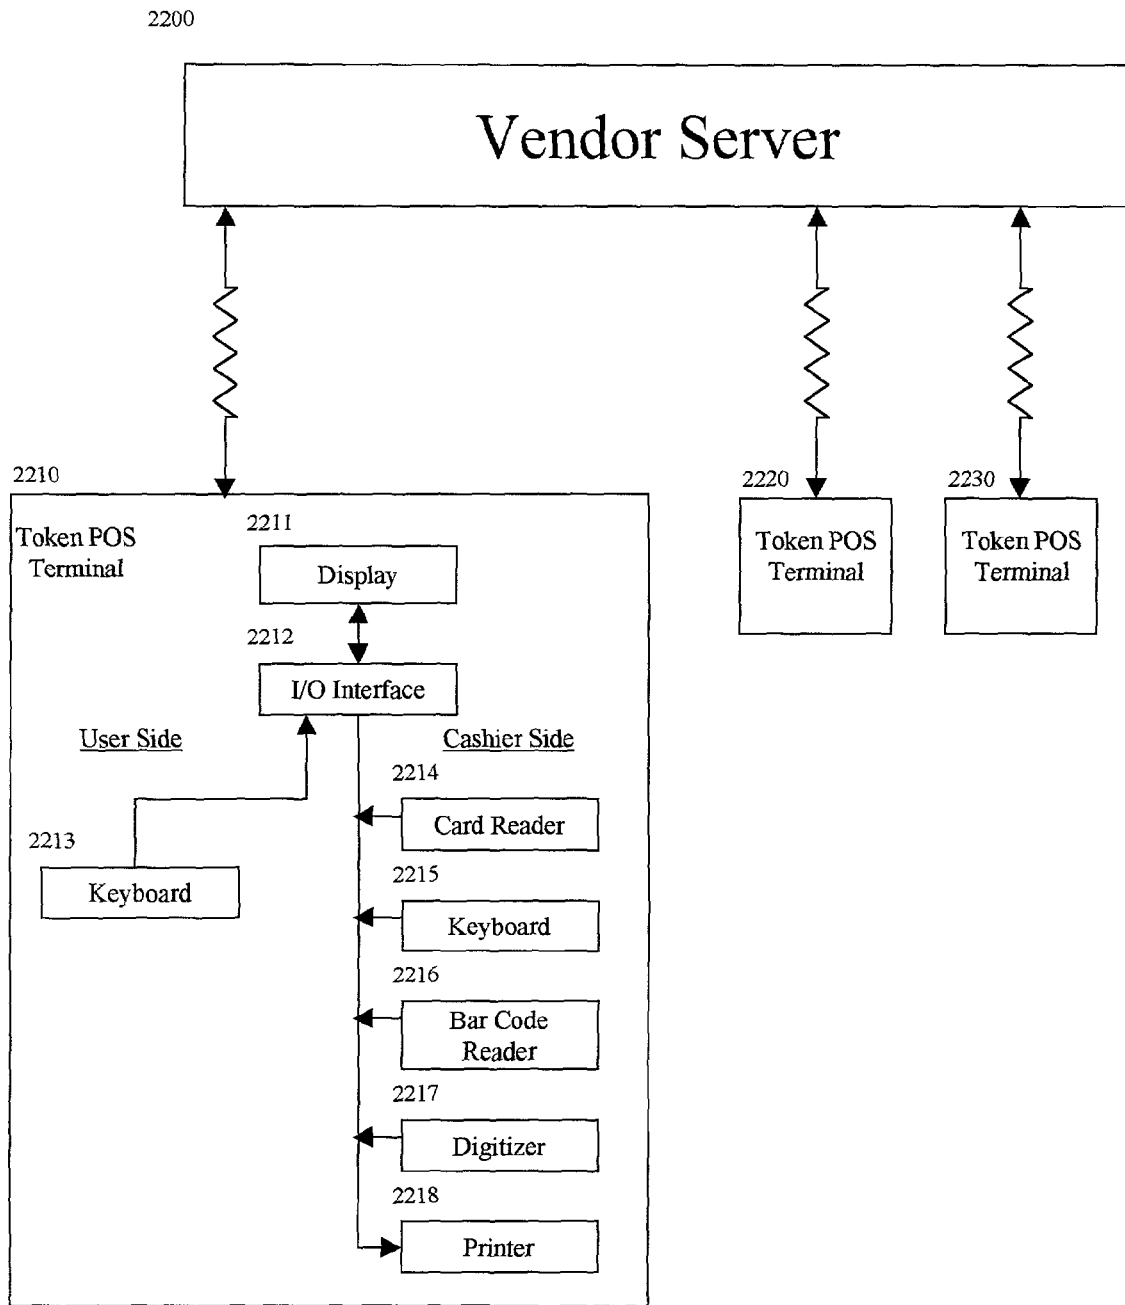 2200
Vendor Server
2210
2220
2230
Token POS
Terminal
2211
Display
2212
I/O Interface
User Side
Cashier Side
2213
Keyboard
2214
Card Reader
2215
Keyboard
2216
Bar Code
Reader
2217
Digitizer
2218
Printer
Token POS
Terminal
Token POS
Terminal